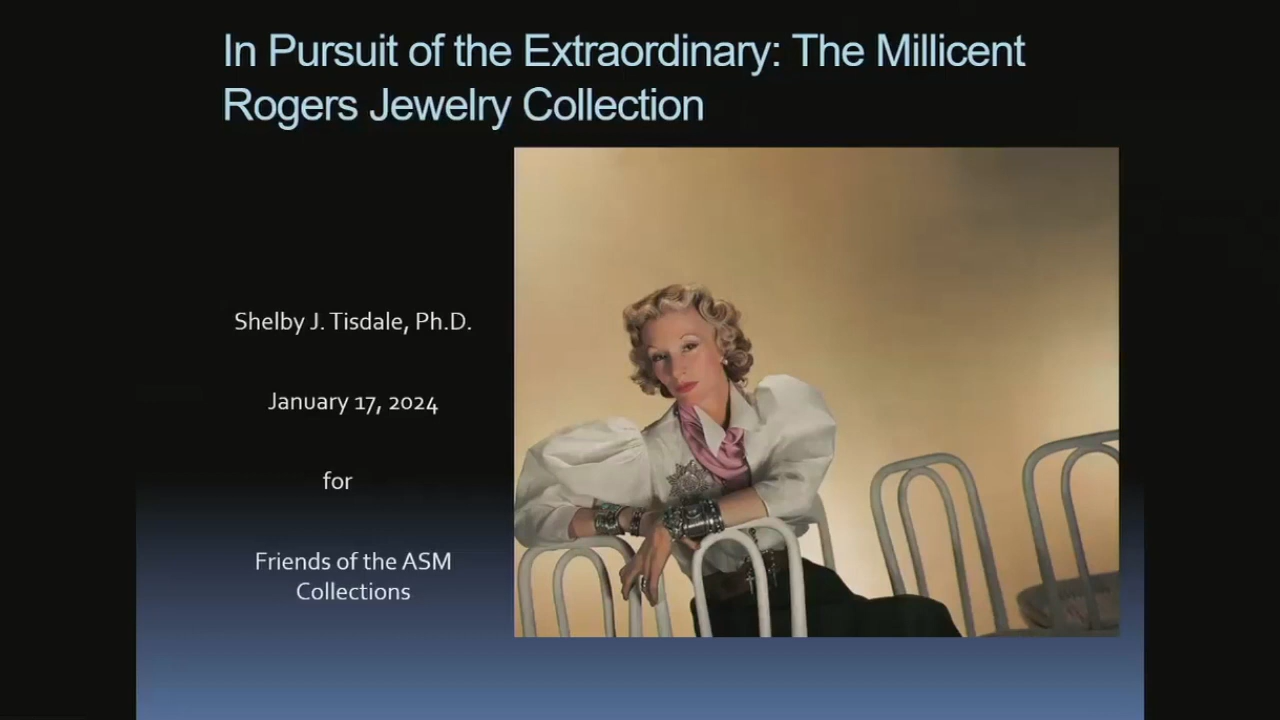 In Pursuit of the Extraordinary: The Millicent
Rogers Jewelry Collection
Shelby J. Tisdale, Ph.D.
January 17, 2024
for
Friends of the ASM
Collections